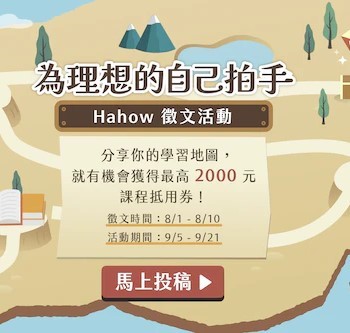 為理想的自己拍手
Hahow 徵文活動
分享你的學習地圖，
就有機會獲得最高 2000 元
課程抵用券！
徵文時間：8/1 - 8/10
活動期間：9/5 - 9/21
馬上投稿 ▶